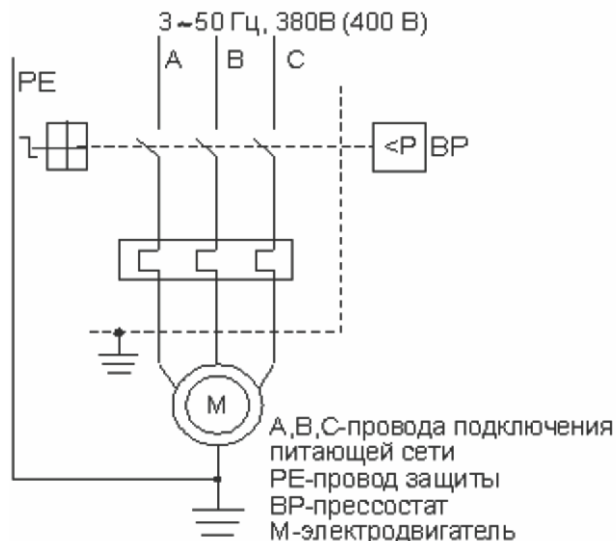 3~50 Гц, 380В (400 В)
A B C
PE
<P BP
M
A,B,C-провода подключения
питающей сети
PE-провод защиты
BP-прессостат
M-электродвигатель